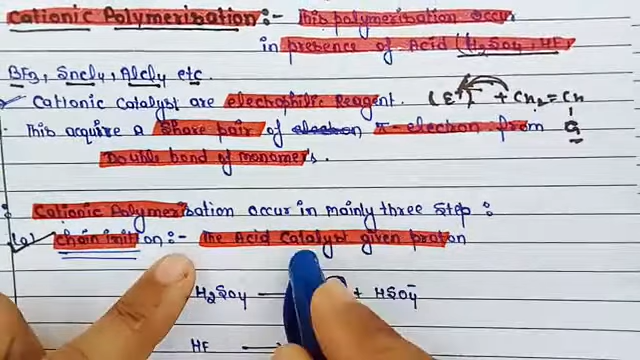 Cationic Polymerisation :- This polymerisation occur
in presence of Acid (H2SO4, HF,
BF3, SnCl4, AlCl4 etc.
Cationic Catalyst are electrophilic Reagent. (E+) + CH2=CH
G
This acquire a Share pair of electron π-electron from
Double bond of monomers.
Cationic Polymerisation occur in mainly three step :
(a) Chain inition :- The Acid Catalyst given proton
H2SO4 → + HSO4-
HF →